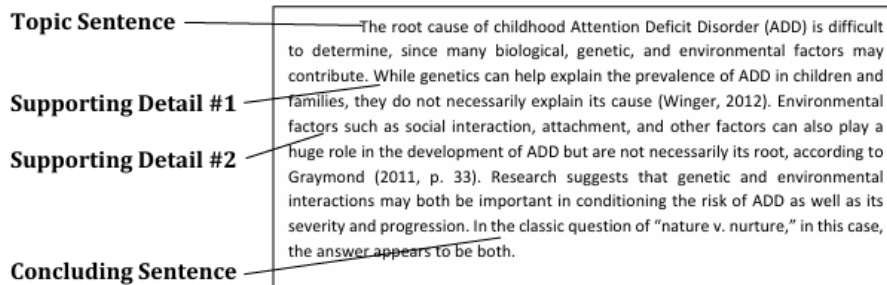 Topic Sentence
The root cause of childhood Attention Deficit Disorder (ADD) is difficult
to determine, since many biological, genetic, and environmental factors may
contribute. While genetics can help explain the prevalence of ADD in children and
Supporting Detail #1
families, they do not necessarily explain its cause (Winger, 2012). Environmental
factors such as social interaction, attachment, and other factors can also play a
Supporting Detail #2
huge role in the development of ADD but are not necessarily its root, according to
Graymond (2011, p. 33). Research suggests that genetic and environmental
interactions may both be important in conditioning the risk of ADD as well as its
severity and progression. In the classic question of “nature v. nurture,” in this case,
the answer appears to be both.
Concluding Sentence